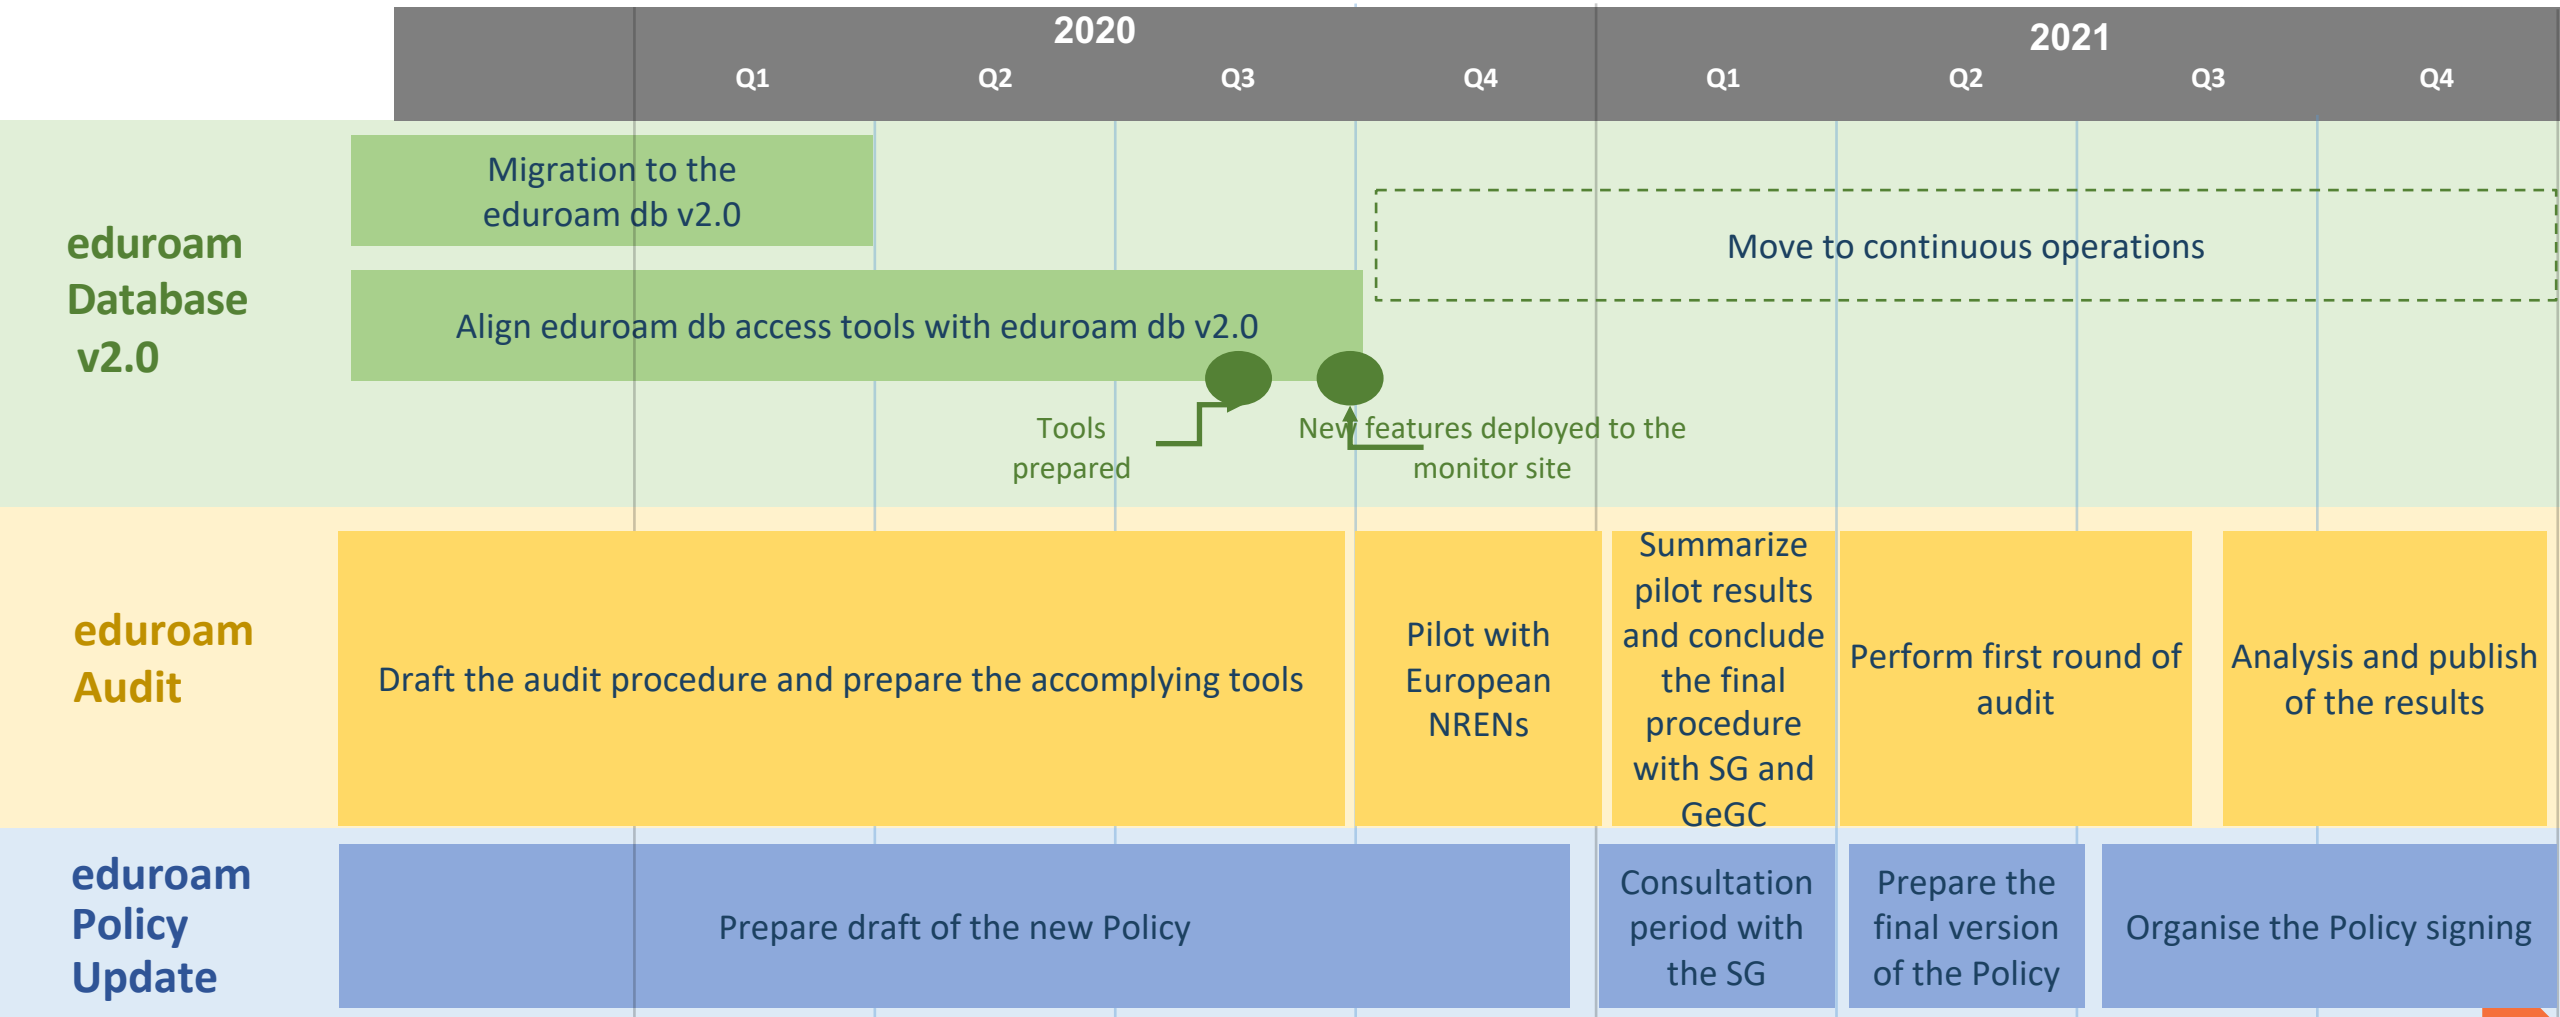 2020
2021
Q1
Q2
Q3
Q4
Q1
Q2
Q3
Q4
eduroam
Database
v2.0
Migration to the
eduroam db v2.0
Move to continuous operations
Align eduroam db access tools with eduroam db v2.0
Tools
prepared
New features deployed to the
monitor site
eduroam
Audit
Draft the audit procedure and prepare the accomplying tools
Pilot with
European
NRENs
Summarize
pilot results
and conclude
the final
procedure
with SG and
GeGC
Perform first round of
audit
Analysis and publish
of the results
eduroam
Policy
Update
Prepare draft of the new Policy
Consultation
period with
the SG
Prepare the
final version
of the Policy
Organise the Policy signing